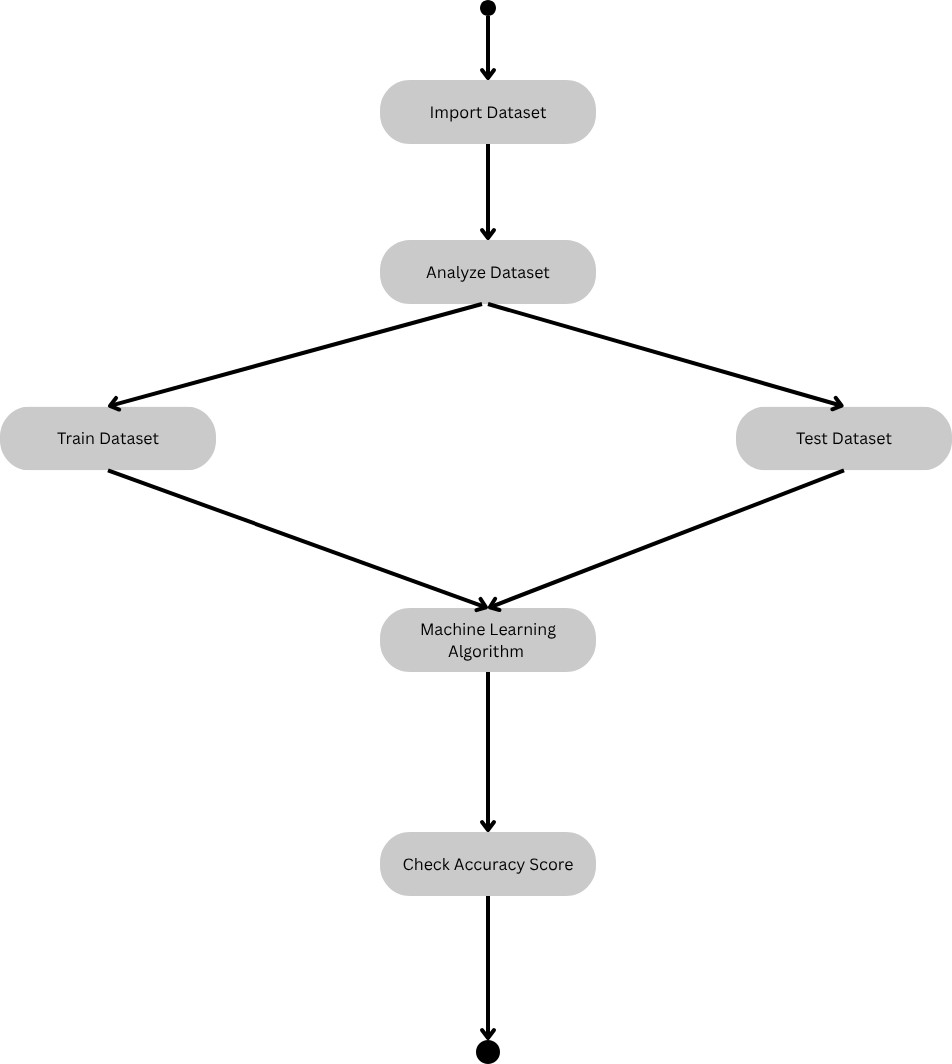 Import Dataset
Analyze Dataset
Train Dataset
Test Dataset
Machine Learning
Algorithm
Check Accuracy Score